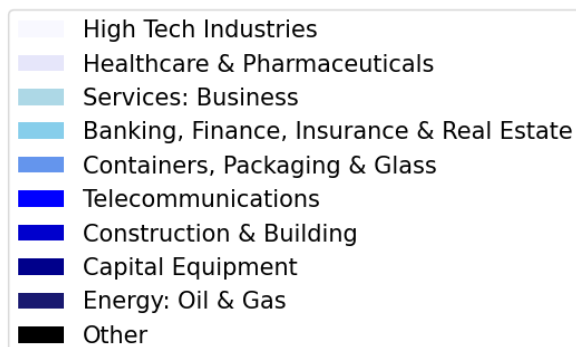 High Tech Industries
Healthcare & Pharmaceuticals
Services: Business
Banking, Finance, Insurance & Real Estate
Containers, Packaging & Glass
Telecommunications
Construction & Building
Capital Equipment
Energy: Oil & Gas
Other